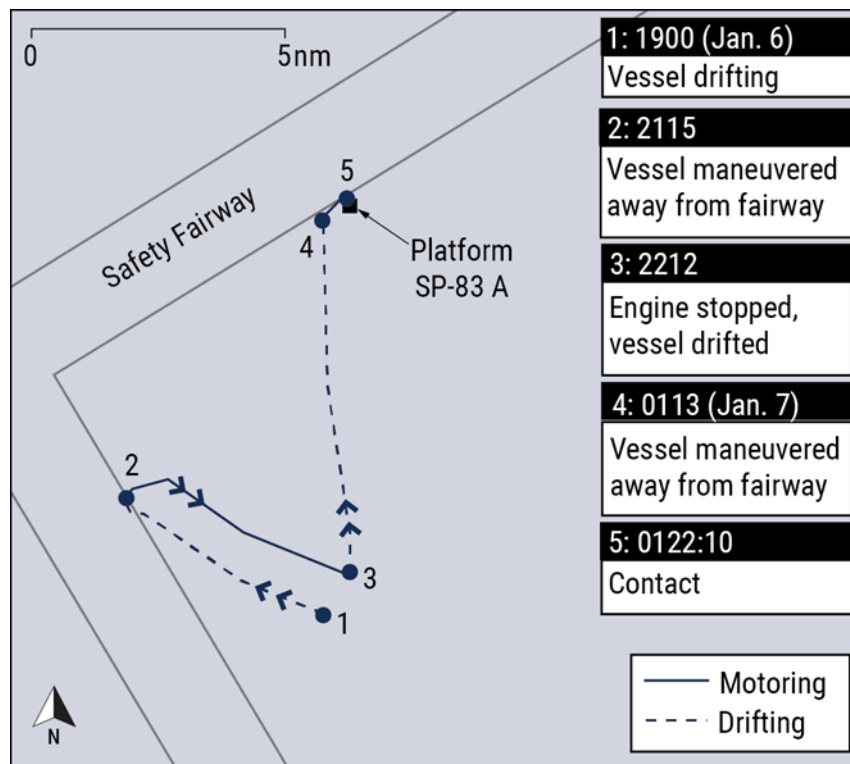 0
5nm
Safety Fairway
5
4
Platform
SP-83 A
2
3
1
N
1: 1900 (Jan. 6)
Vessel drifting
2: 2115
Vessel maneuvered
away from fairway
3: 2212
Engine stopped,
vessel drifted
4: 0113 (Jan. 7)
Vessel maneuvered
away from fairway
5: 0122:10
Contact
Motoring
Drifting